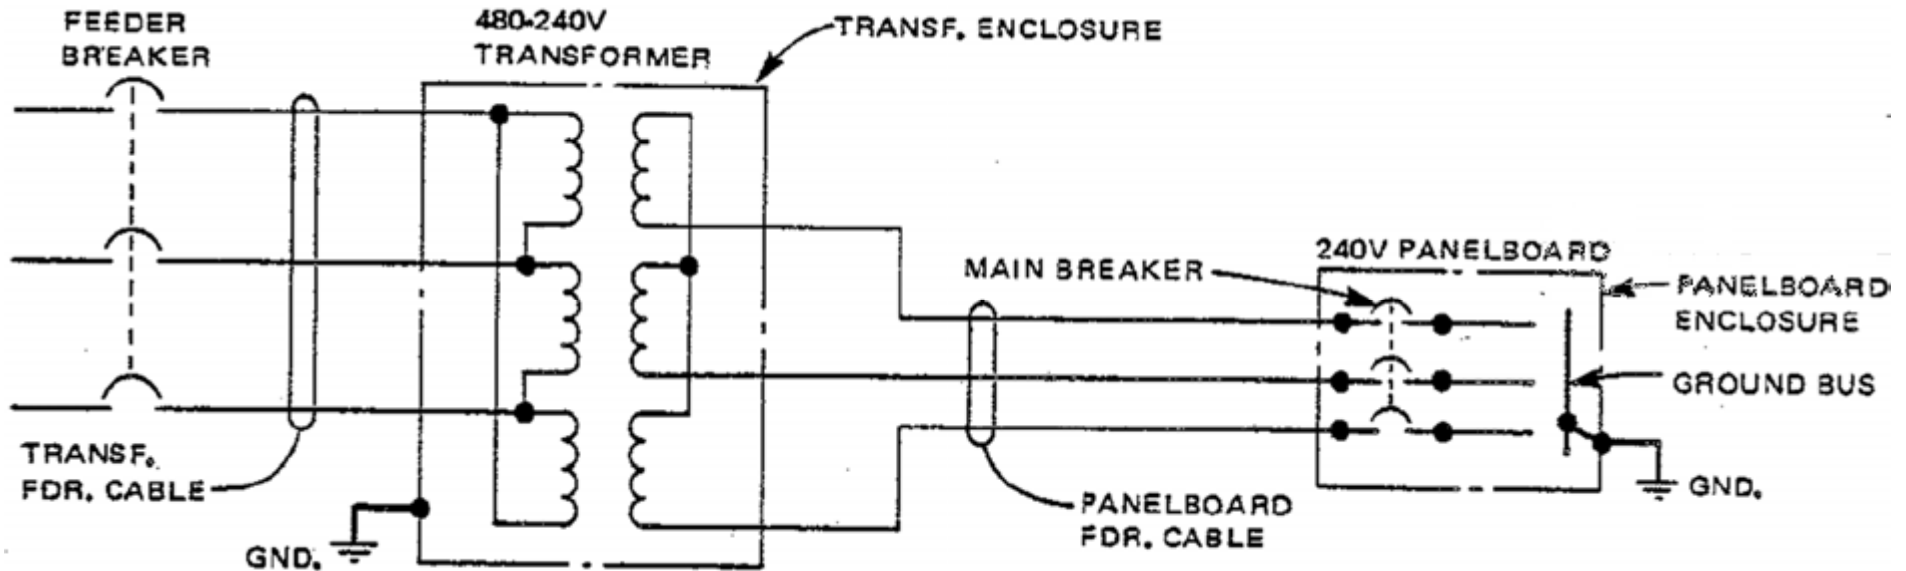 FEEDER
BREAKER
480-240V
TRANSFORMER
TRANSF. ENCLOSURE
240V PANELBOARD
MAIN BREAKER
PANELBOARD
ENCLOSURE
GROUND BUS
TRANSF.
FDR. CABLE
GND.
PANELBOARD
FDR. CABLE
GND.